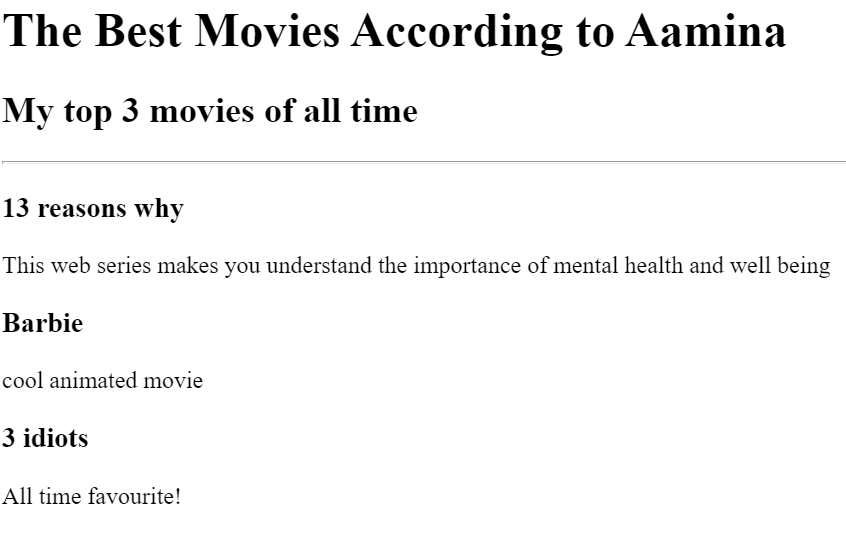 The Best Movies According to Aamina
My top 3 movies of all time
13 reasons why
This web series makes you understand the importance of mental health and well being
Barbie
cool animated movie
3 idiots
All time favourite!